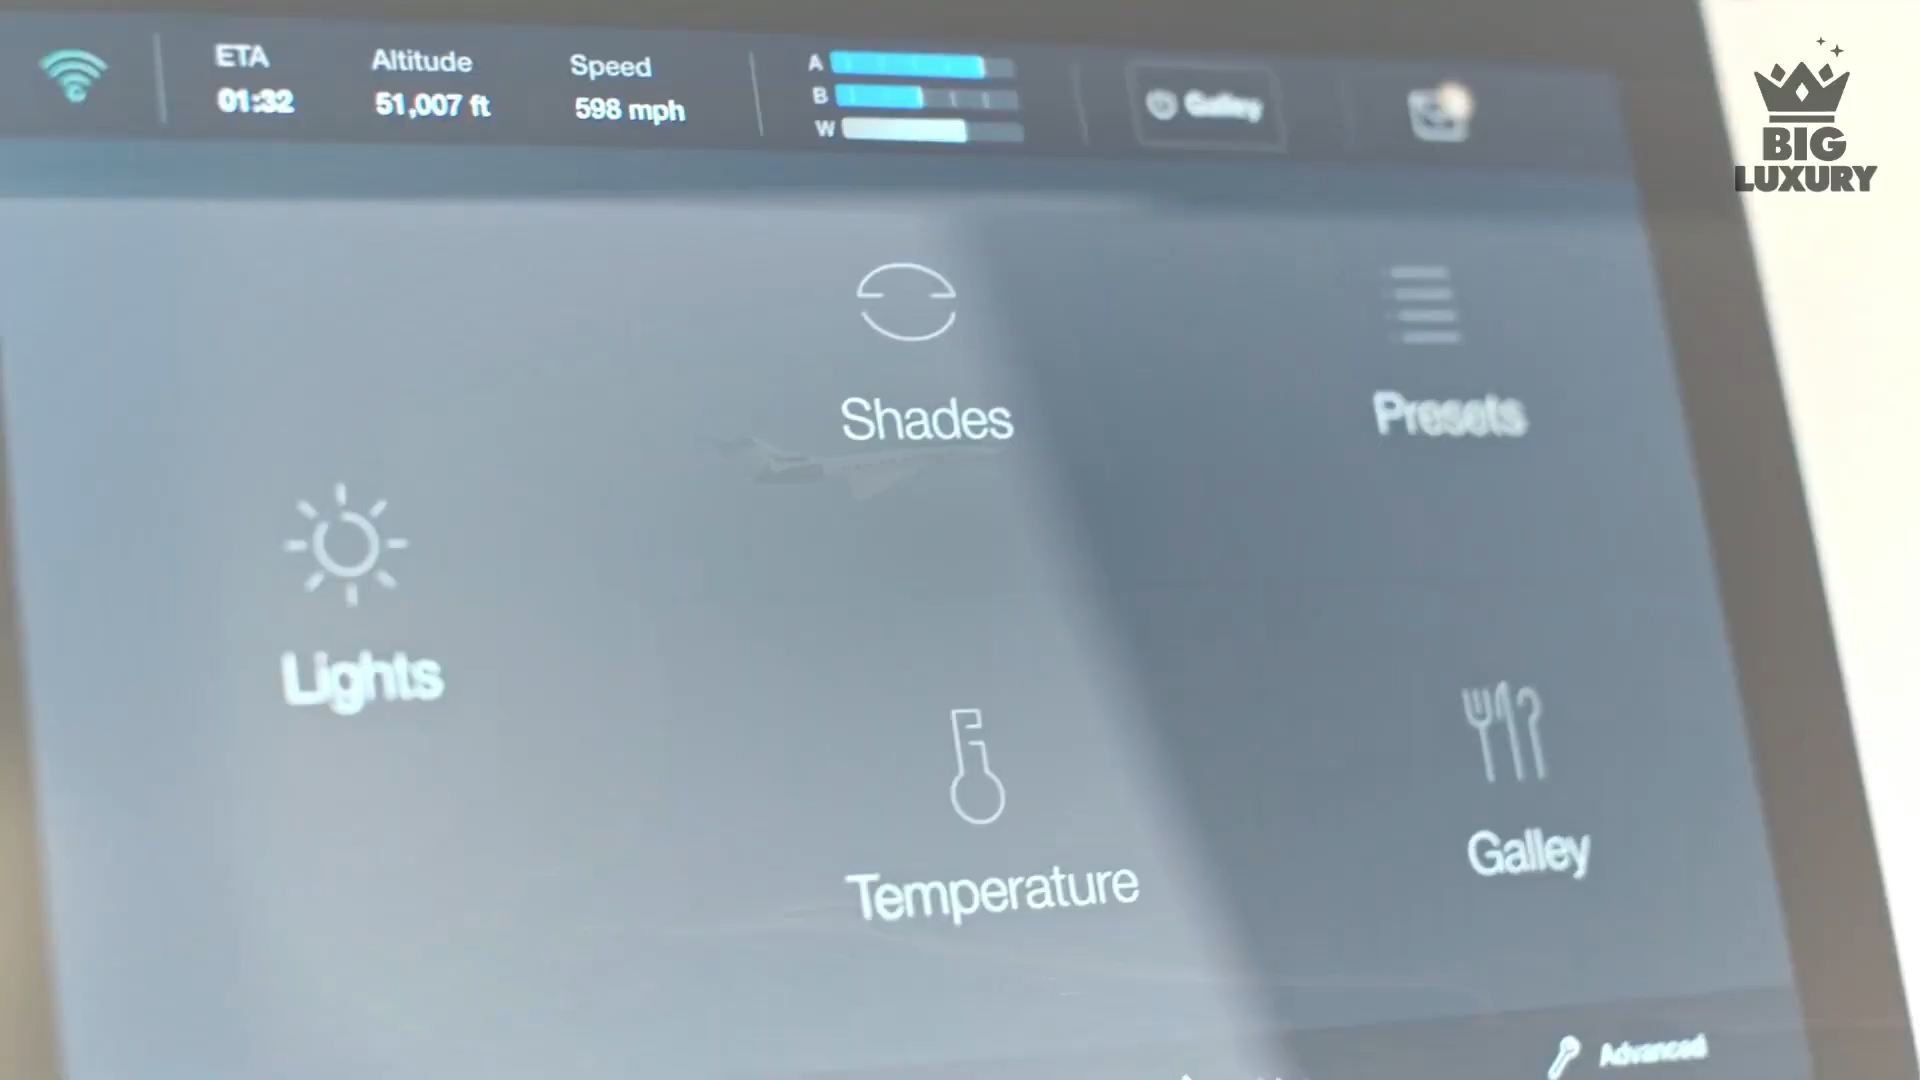 ETA
01:32
Altitude
51,007 ft
Speed
598 mph
A
B
W
Galley
BIG
LUXURY
Shades
Presets
Lights
Temperature
Galley
Advanced